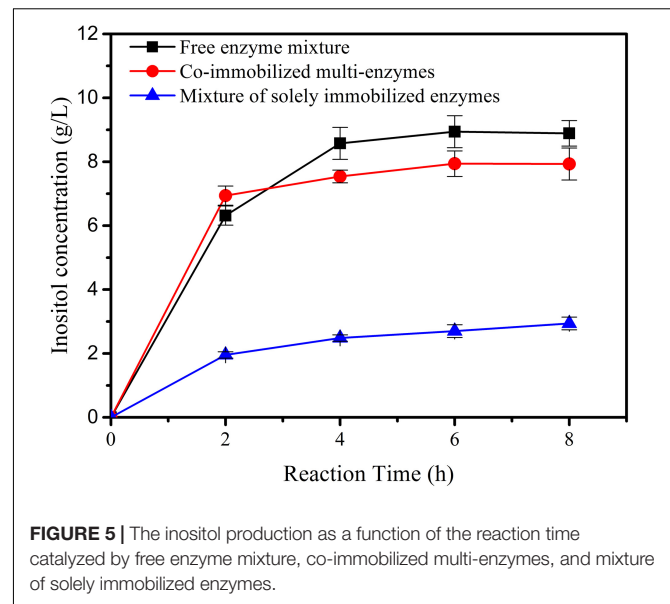 12
10
8
6
4
2
0
Inositol concentration (g/L)
Free enzyme mixture
Co-immobilized multi-enzymes
Mixture of solely immobilized enzymes
0 2 4 6 8
Reaction Time (h)
FIGURE 5 | The inositol production as a function of the reaction time
catalyzed by free enzyme mixture, co-immobilized multi-enzymes, and mixture
of solely immobilized enzymes.